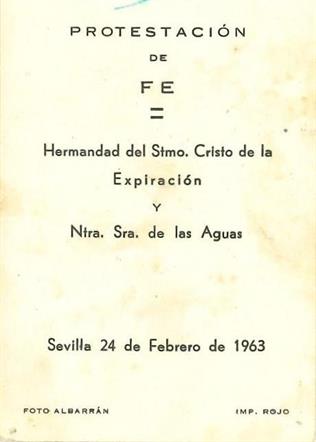 PROTESTACIÓN
DE
FE
Hermandad del Stmo. Cristo de la
Expiración
Y
Ntra. Sra. de las Aguas
Sevilla 24 de Febrero de 1963
FOTO ALBARRÁN IMP. ROJO